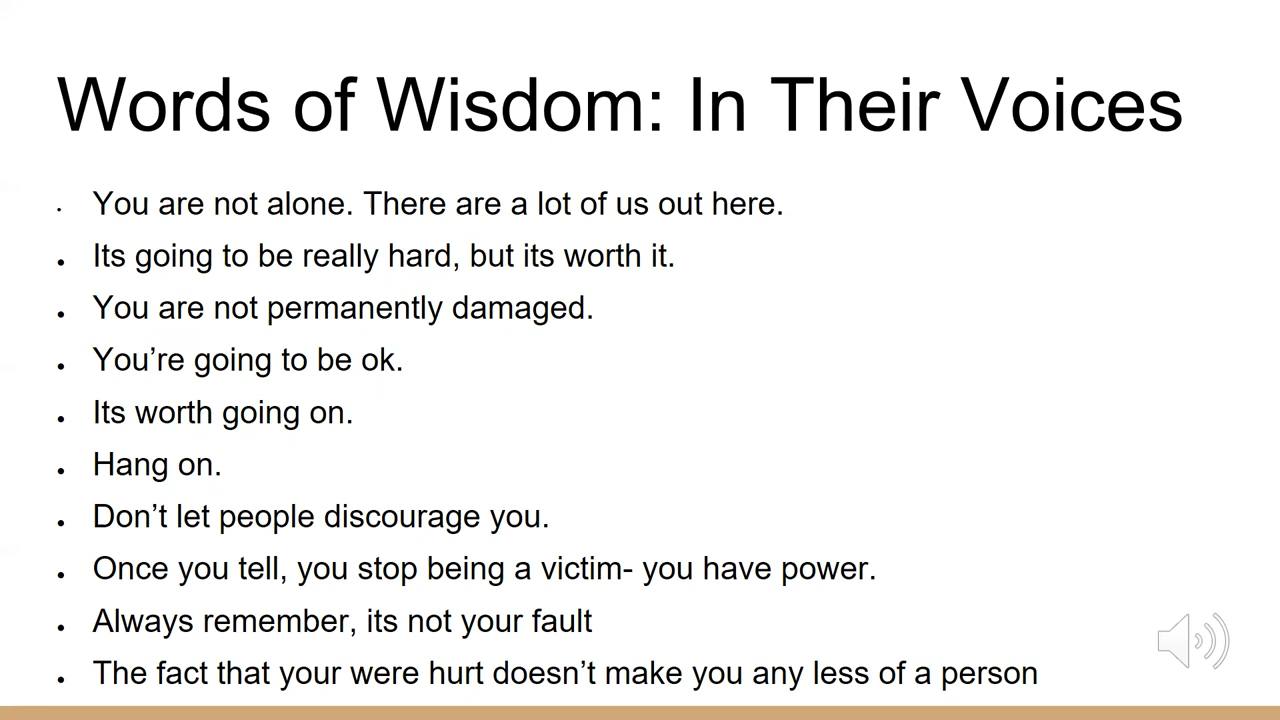 Words of Wisdom: In Their Voices
• You are not alone. There are a lot of us out here.
• Its going to be really hard, but its worth it.
• You are not permanently damaged.
• You’re going to be ok.
• Its worth going on.
• Hang on.
• Don’t let people discourage you.
• Once you tell, you stop being a victim- you have power.
• Always remember, its not your fault
• The fact that your were hurt doesn’t make you any less of a person